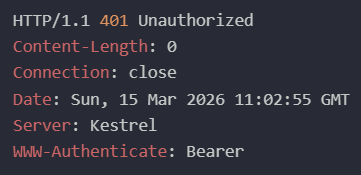 HTTP/1.1 401 Unauthorized
Content-Length: 0
Connection: close
Date: Sun, 15 Mar 2026 11:02:55 GMT
Server: Kestrel
WWW-Authenticate: Bearer